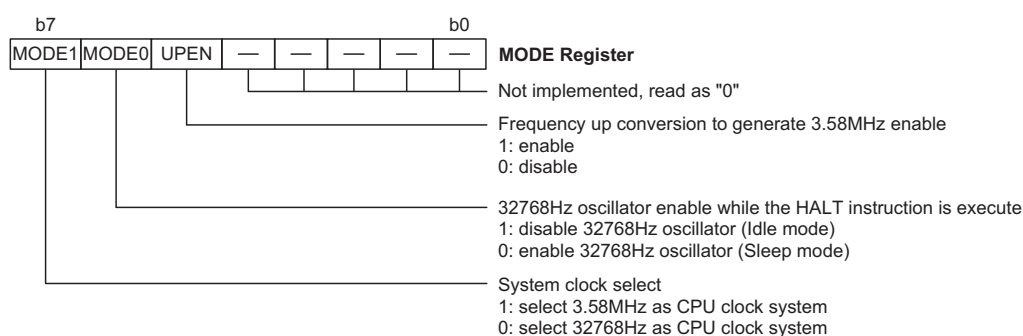 b7 b0
MODE1 MODE0 UPEN — — — — — MODE Register
Not implemented, read as "0"
Frequency up conversion to generate 3.58MHz enable
1: enable
0: disable
32768Hz oscillator enable while the HALT instruction is execute
1: disable 32768Hz oscillator (Idle mode)
0: enable 32768Hz oscillator (Sleep mode)
System clock select
1: select 3.58MHz as CPU clock system
0: select 32768Hz as CPU clock system